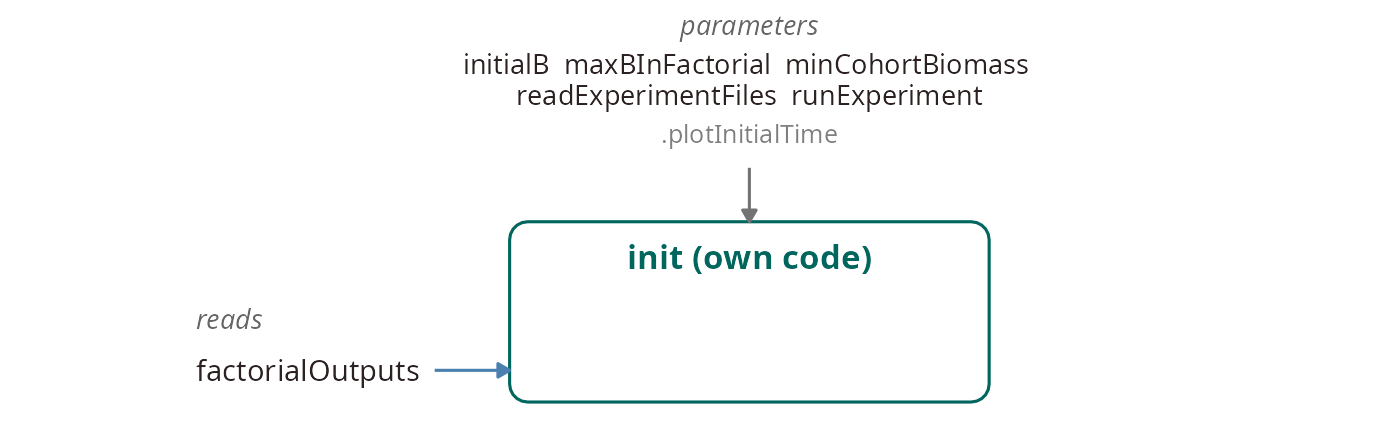 parameters
initialB maxBInFactorial minCohortBiomass
readExperimentFiles runExperiment
.plotInitialTime
init (own code)
reads
factorialOutputs